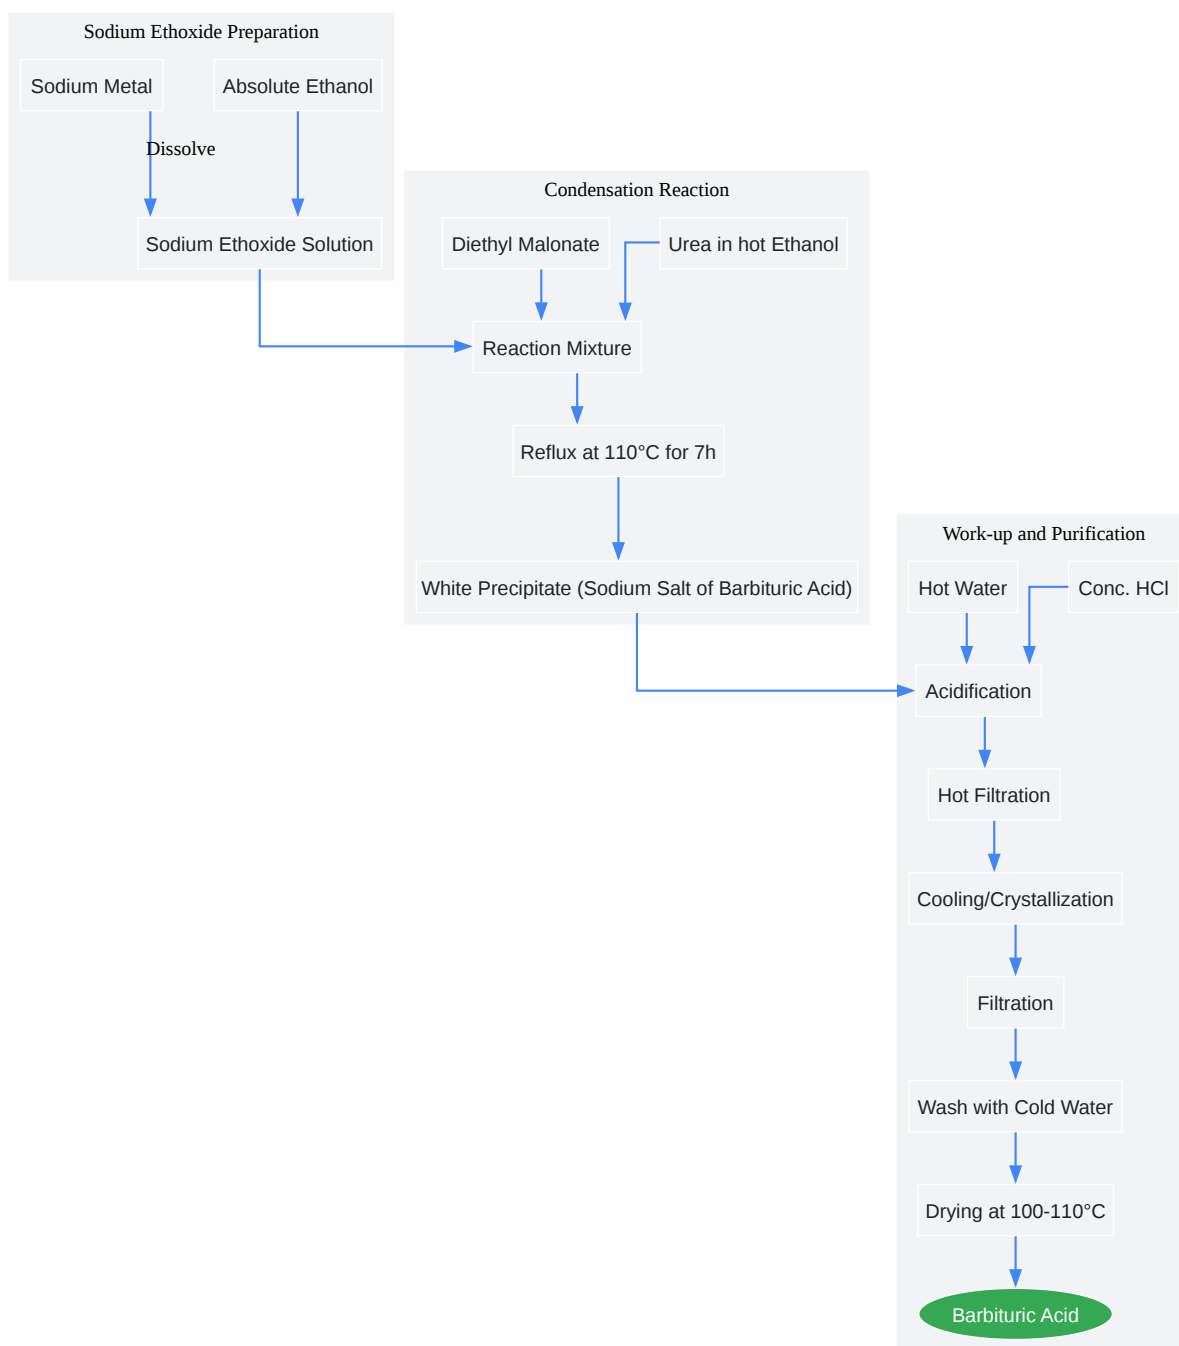 Sodium Ethoxide Preparation
Sodium Metal
Absolute Ethanol
Dissolve
Sodium Ethoxide Solution
Condensation Reaction
Diethyl Malonate
Urea in hot Ethanol
Reaction Mixture
Reflux at 110°C for 7h
White Precipitate (Sodium Salt of Barbituric Acid)
Work-up and Purification
Hot Water
Conc. HCl
Acidification
Hot Filtration
Cooling/Crystallization
Filtration
Wash with Cold Water
Drying at 100-110°C
Barbituric Acid